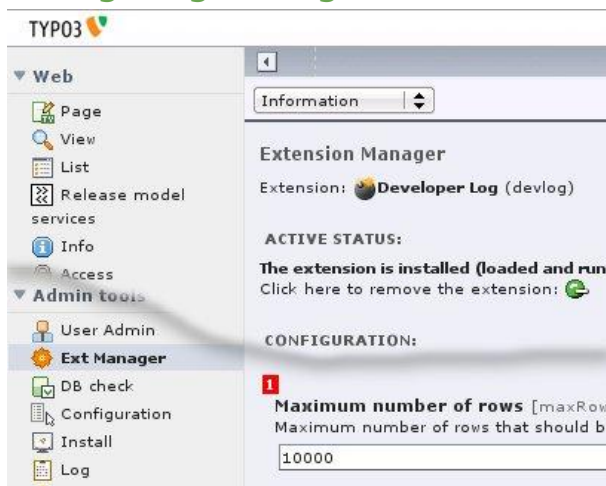 TYPO3
Web
Page
View
List
Release model
services
Info
Access
Admin tools
User Admin
Ext Manager
DB check
Configuration
Install
Log
Information
Extension Manager
Extension: Developer Log (devlog)
ACTIVE STATUS:
The extension is installed (loaded and run
Click here to remove the extension:
CONFIGURATION:
1
Maximum number of rows [maxRow
Maximum number of rows that should b
10000